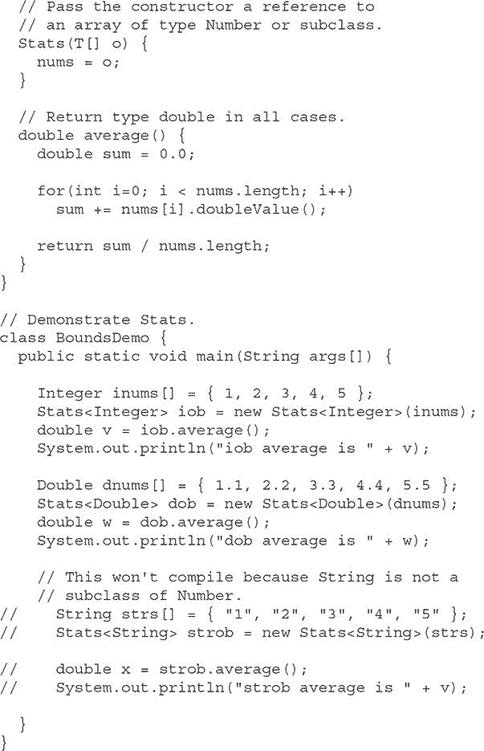 // Pass the constructor a reference to
  // an array of type Number or subclass.
  Stats(T[] o) {
    nums = o;
  }

  // Return type double in all cases.
  double average() {
    double sum = 0.0;

    for(int i=0; i < nums.length; i++)
      sum += nums[i].doubleValue();

    return sum / nums.length;
  }
}

// Demonstrate Stats.
class BoundsDemo {
  public static void main(String args[]) {

    Integer inums[] = { 1, 2, 3, 4, 5 };
    Stats<Integer> iob = new Stats<Integer>(inums);
    double v = iob.average();
    System.out.println("iob average is " + v);

    Double dnums[] = { 1.1, 2.2, 3.3, 4.4, 5.5 };
    Stats<Double> dob = new Stats<Double>(dnums);
    double w = dob.average();
    System.out.println("dob average is " + w);

    // This won't compile because String is not a
    // subclass of Number.
//    String strs[] = { "1", "2", "3", "4", "5" };
//    Stats<String> strob = new Stats<String>(strs);

//    double x = strob.average();
//    System.out.println("strob average is " + v);

  }
}